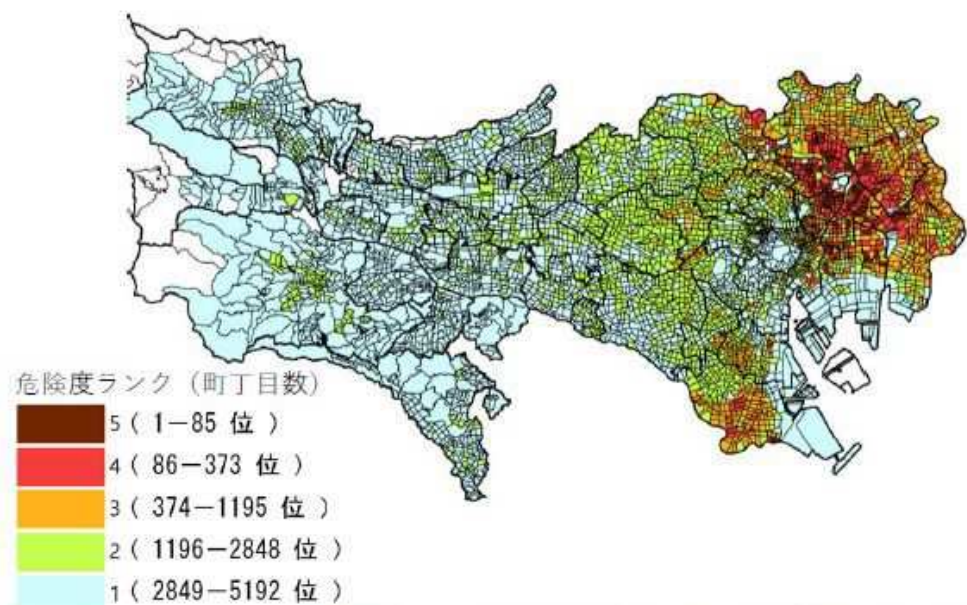 危険度ランク（町丁目数）
5（ 1－85 位 ）
4（ 86－373 位 ）
3（ 374－1195 位 ）
2（ 1196－2848 位 ）
1（ 2849－5192 位 ）